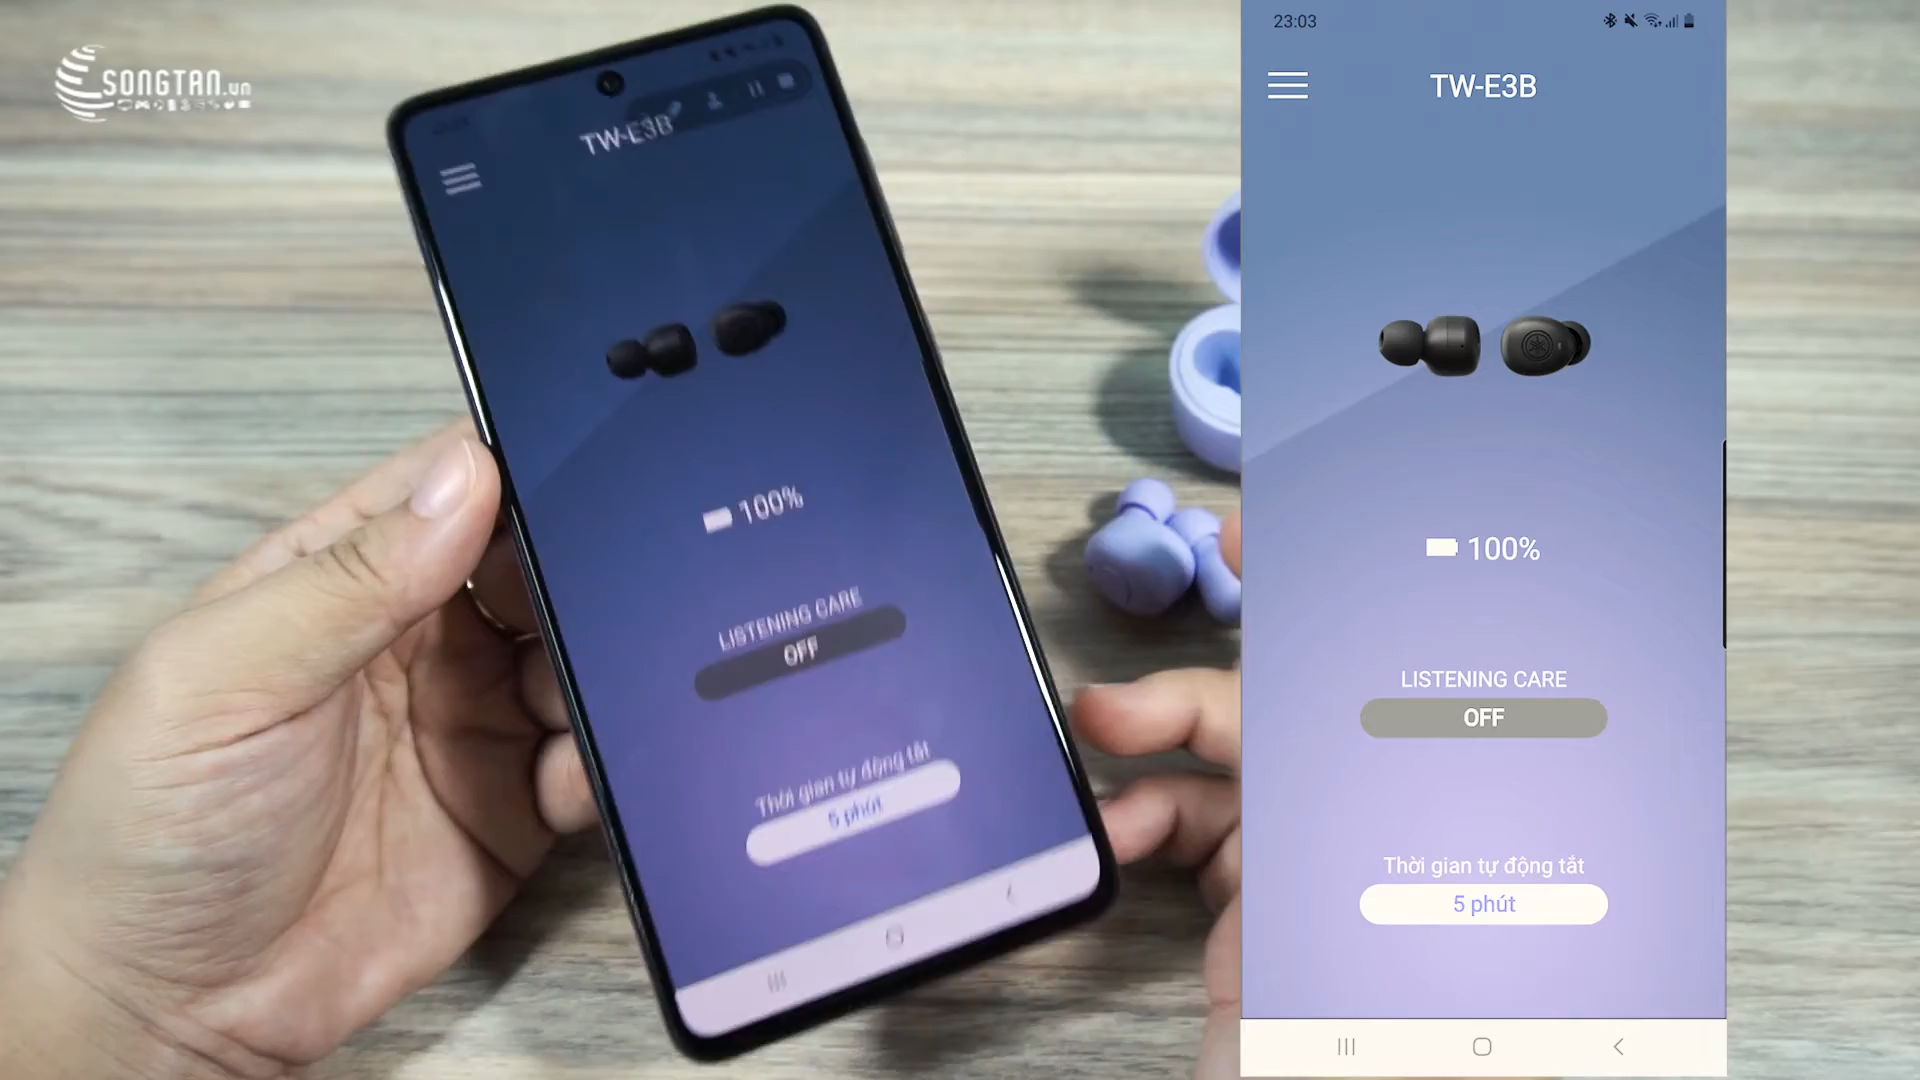 SONGTAN.vn
TW-E3B
100%
LISTENING CARE
OFF
Thời gian tự động tắt
5 phút
23:03
TW-E3B
100%
LISTENING CARE
OFF
Thời gian tự động tắt
5 phút